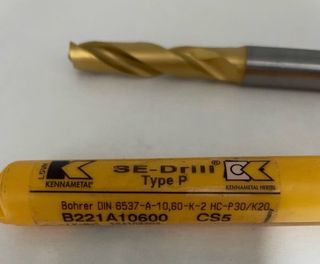 3E-Drill
Type P
KENNAMETAL
KENNAMETAL HERTEL
Bohrer DIN 6537-A-10,60-K-2 HC-P30/K20
B221A10600 CS5